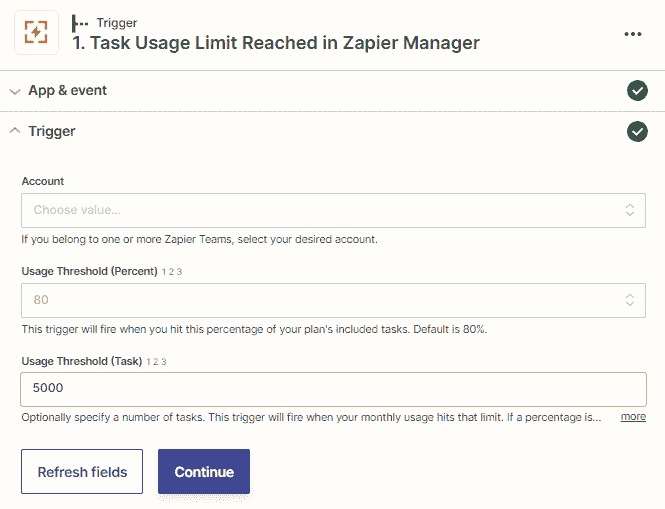 Trigger
1. Task Usage Limit Reached in Zapier Manager
App & event
Trigger
Account
Choose value...
If you belong to one or more Zapier Teams, select your desired account.
Usage Threshold (Percent) 1 2 3
80
This trigger will fire when you hit this percentage of your plan's included tasks. Default is 80%.
Usage Threshold (Task) 1 2 3
5000
Optionally specify a number of tasks. This trigger will fire when your monthly usage hits that limit. If a percentage is... more
Refresh fields Continue